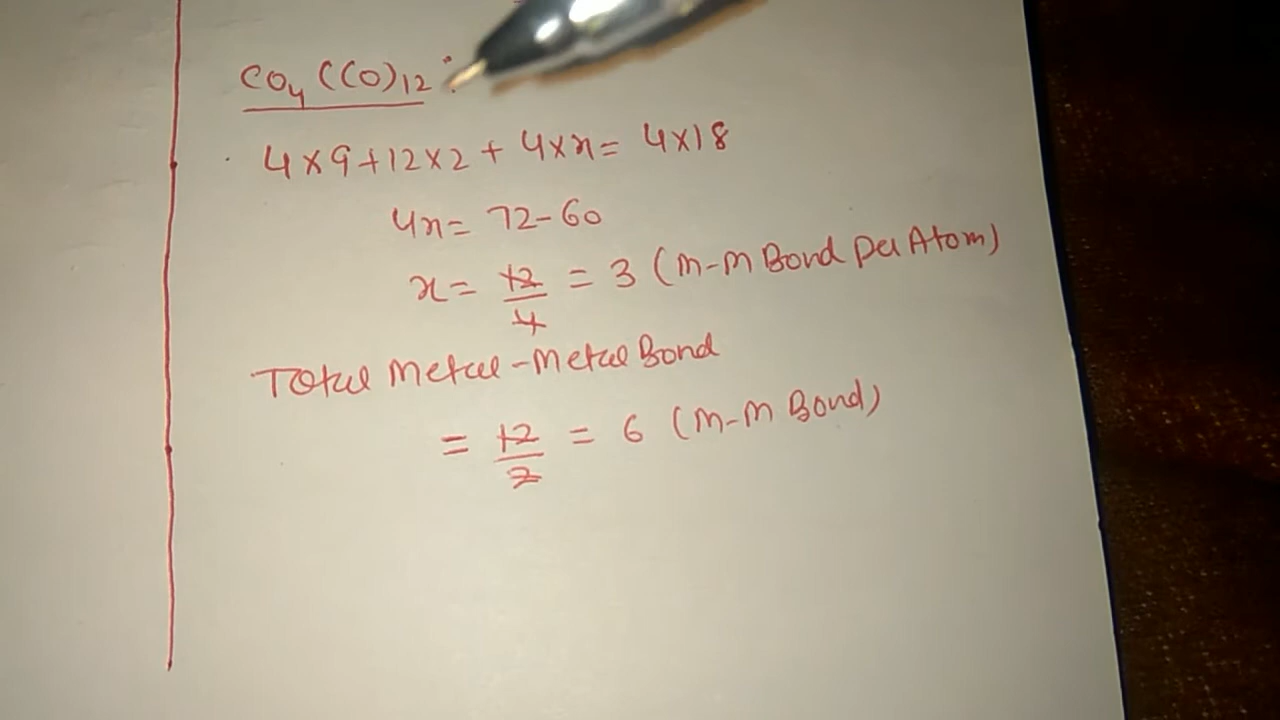 CO4 (CO)12 :
4×9+12×2+ 4×x= 4×18
4x= 72-60
x= 12/4 = 3 (M-M Bond Per Atom)
Total Metal-Metal Bond
= 12/2 = 6 (M-M Bond)